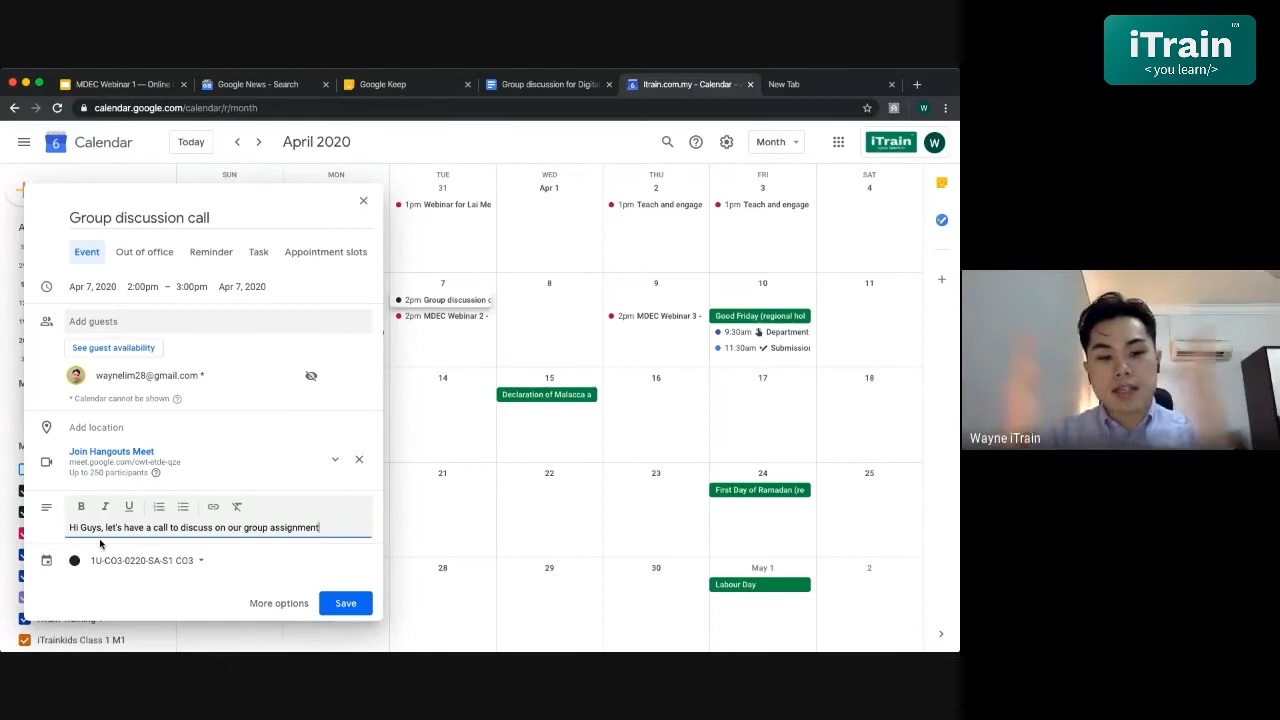 iTrain™
< you learn/>
MDEC Webinar 1 — Online
Google News - Search
Google Keep
Group discussion for Digita
Itrain.com.my - Calendar -
New Tab
calendar.google.com/calendar/r/month
W
6
Calendar
Today
April 2020
Month
iTrain
W
SUN
MON
TUE
WED
THU
FRI
SAT
31
Apr 1
2
3
4
1pm Webinar for Lai Me
1pm Teach and engage
1pm Teach and engage
7
8
9
10
11
2pm Group discussion c
2pm MDEC Webinar 2 -
2pm MDEC Webinar 3 -
Good Friday (regional hol
9:30am Department
11:30am Submission
14
15
16
17
18
Declaration of Malacca a
21
22
23
24
25
First Day of Ramadan (re
28
29
30
May 1
2
Labour Day
Group discussion call
Event
Out of office
Reminder
Task
Appointment slots
Apr 7, 2020 2:00pm – 3:00pm Apr 7, 2020
Add guests
See guest availability
waynelim28@gmail.com *
* Calendar cannot be shown
Add location
Join Hangouts Meet
meet.google.com/cwt-etde-qze
Up to 250 participants
B I U
Hi Guys, let's have a call to discuss on our group assignment
1U-CO3-0220-SA-S1 CO3
More options
Save
iTrainkids Class 1 M1
Wayne iTrain